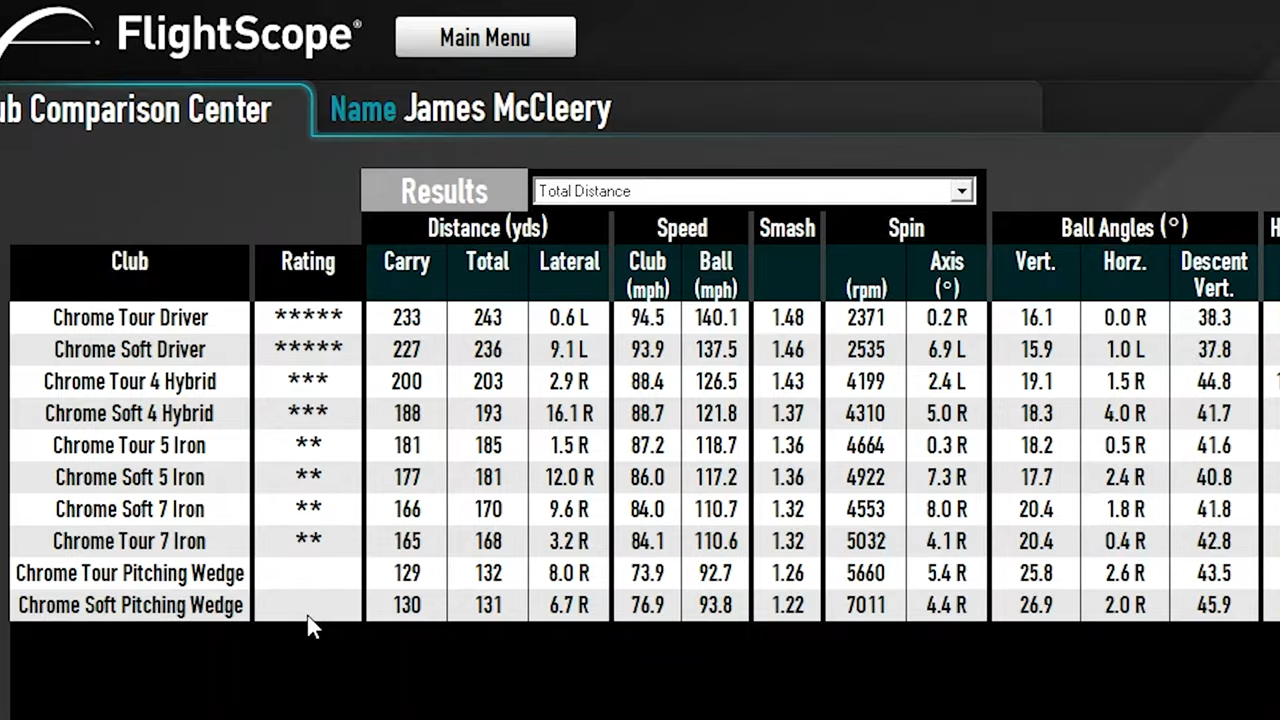 FlightScope®
Main Menu
ub Comparison Center
Name James McCleery
Results Total Distance
Distance (yds) Speed Smash Spin Ball Angles (°) H
Club Rating Carry Total Lateral Club (mph) Ball (mph) (rpm) Axis (°) Vert. Horz. Descent Vert.
Chrome Tour Driver ***** 233 243 0.6 L 94.5 140.1 1.48 2371 0.2 R 16.1 0.0 R 38.3
Chrome Soft Driver ***** 227 236 9.1 L 93.9 137.5 1.46 2535 6.9 L 15.9 1.0 L 37.8
Chrome Tour 4 Hybrid *** 200 203 2.9 R 88.4 126.5 1.43 4199 2.4 L 19.1 1.5 R 44.8 1
Chrome Soft 4 Hybrid *** 188 193 16.1 R 88.7 121.8 1.37 4310 5.0 R 18.3 4.0 R 41.7
Chrome Tour 5 Iron ** 181 185 1.5 R 87.2 118.7 1.36 4664 0.3 R 18.2 0.5 R 41.6
Chrome Soft 5 Iron ** 177 181 12.0 R 86.0 117.2 1.36 4922 7.3 R 17.7 2.4 R 40.8
Chrome Soft 7 Iron ** 166 170 9.6 R 84.0 110.7 1.32 4553 8.0 R 20.4 1.8 R 41.8
Chrome Tour 7 Iron ** 165 168 3.2 R 84.1 110.6 1.32 5032 4.1 R 20.4 0.4 R 42.8
Chrome Tour Pitching Wedge 129 132 8.0 R 73.9 92.7 1.26 5660 5.4 R 25.8 2.6 R 43.5
Chrome Soft Pitching Wedge 130 131 6.7 R 76.9 93.8 1.22 7011 4.4 R 26.9 2.0 R 45.9